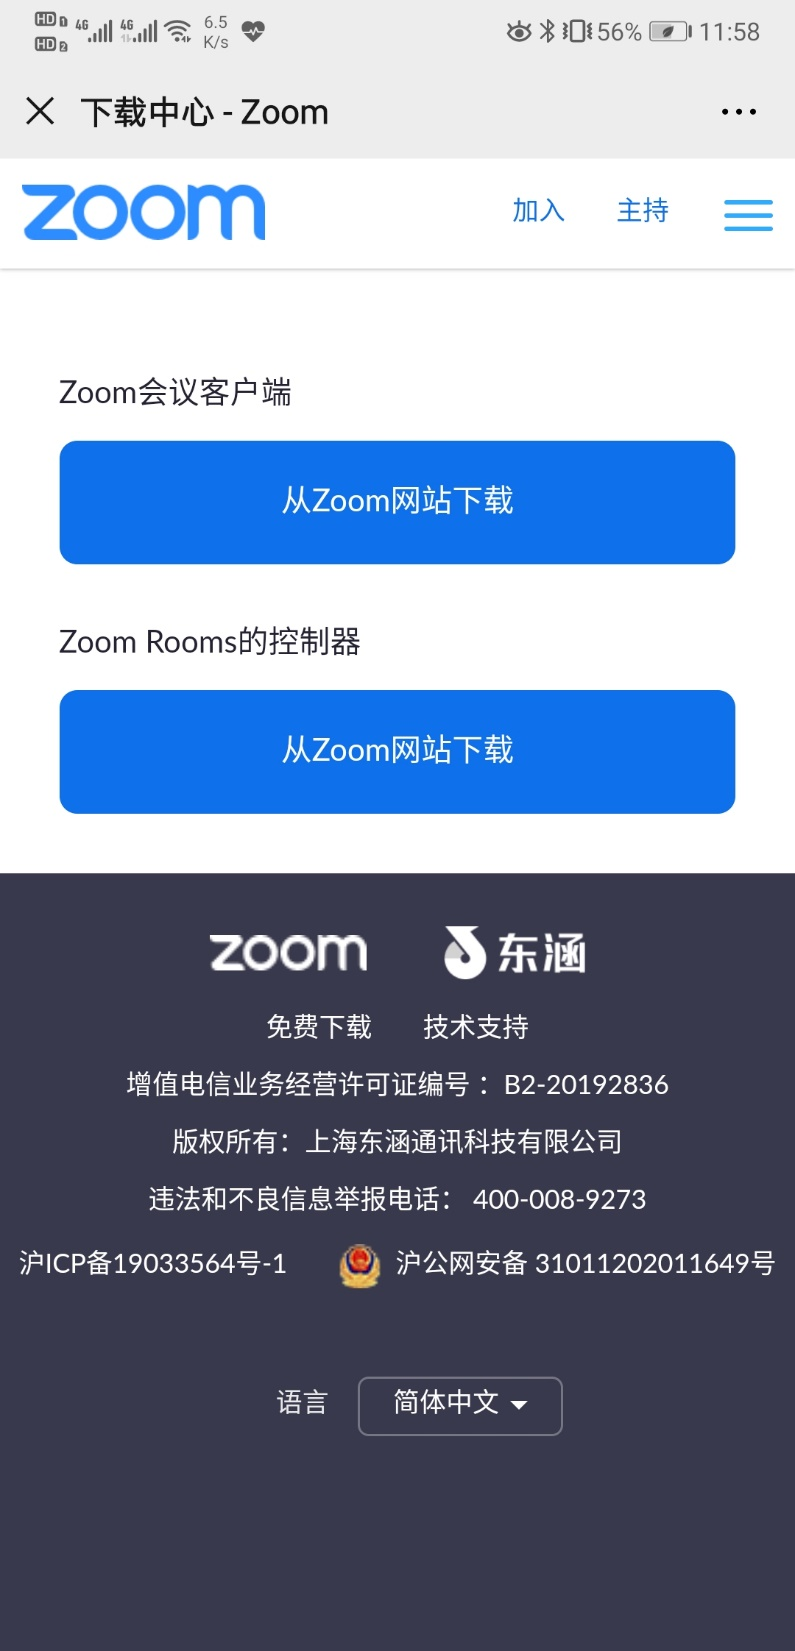 HD 1 4G 4G 6.5 56% 11:58
HD 2 K/s
下载中心 - Zoom
zoom 加入 主持
Zoom会议客户端
从Zoom网站下载
Zoom Rooms的控制器
从Zoom网站下载
zoom 东涵
免费下载 技术支持
增值电信业务经营许可证编号 ：B2-20192836
版权所有：上海东涵通讯科技有限公司
违法和不良信息举报电话： 400-008-9273
沪ICP备19033564号-1 沪公网安备 31011202011649号
语言 简体中文